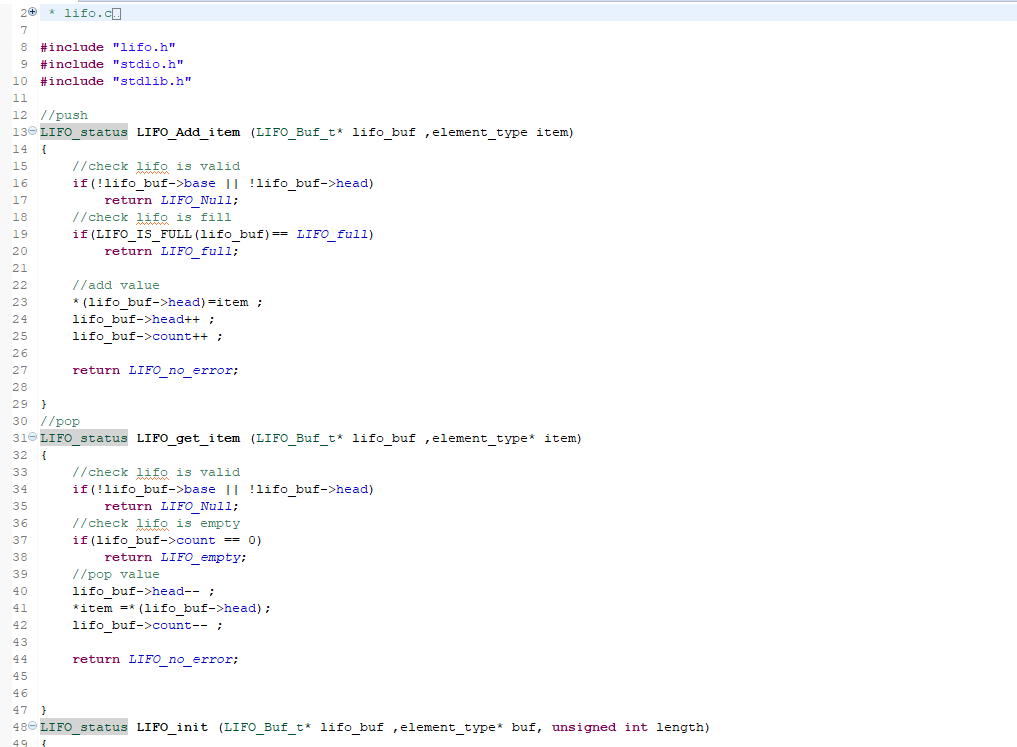 2 * lifo.c
7
8 #include "lifo.h"
9 #include "stdio.h"
10 #include "stdlib.h"
11
12 //push
13 LIFO_status LIFO_Add_item (LIFO_Buf_t* lifo_buf ,element_type item)
14 {
15     //check lifo is valid
16     if(!lifo_buf->base || !lifo_buf->head)
17         return LIFO_Null;
18     //check lifo is fill
19     if(LIFO_IS_FULL(lifo_buf)== LIFO_full)
20         return LIFO_full;
21
22     //add value
23     *(lifo_buf->head)=item ;
24     lifo_buf->head++ ;
25     lifo_buf->count++ ;
26
27     return LIFO_no_error;
28
29 }
30 //pop
31 LIFO_status LIFO_get_item (LIFO_Buf_t* lifo_buf ,element_type* item)
32 {
33     //check lifo is valid
34     if(!lifo_buf->base || !lifo_buf->head)
35         return LIFO_Null;
36     //check lifo is empty
37     if(lifo_buf->count == 0)
38         return LIFO_empty;
39     //pop value
40     lifo_buf->head-- ;
41     *item =*(lifo_buf->head);
42     lifo_buf->count-- ;
43
44     return LIFO_no_error;
45
46
47 }
48 LIFO_status LIFO_init (LIFO_Buf_t* lifo_buf ,element_type* buf, unsigned int length)
49 {